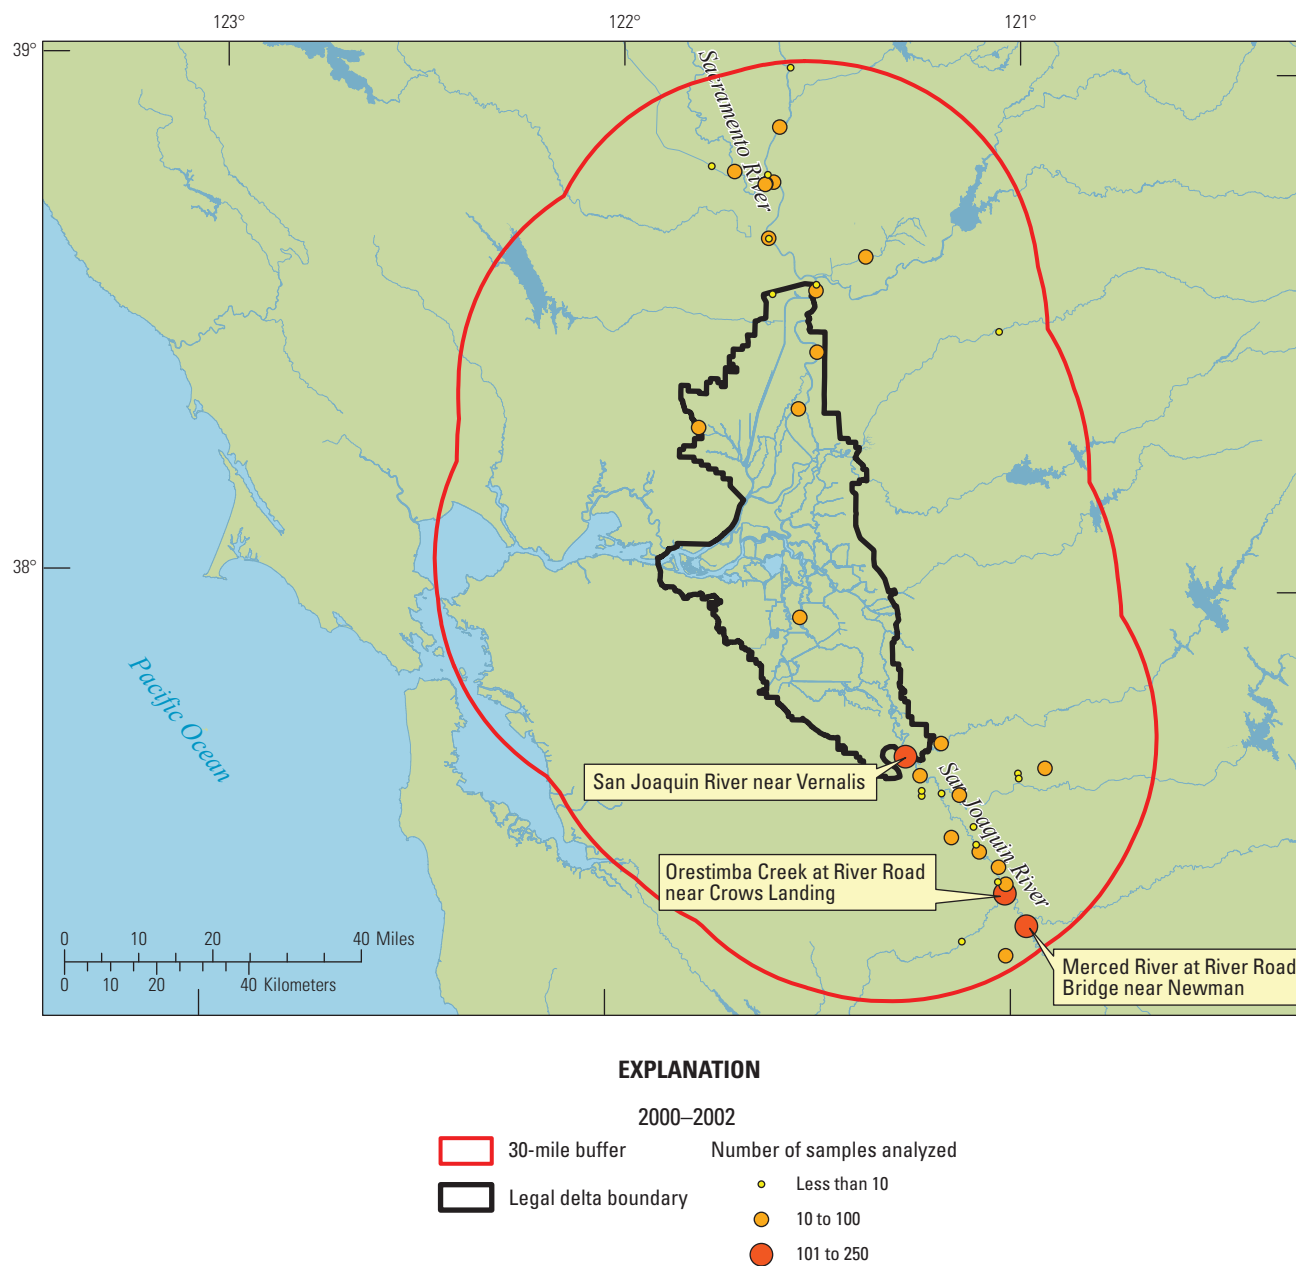 123°
122°
121°
39°
38°
Sacramento River
Pacific Ocean
San Joaquin River near Vernalis
San Joaquin River
Orestimba Creek at River Road
near Crows Landing
Merced River at River Road
Bridge near Newman
0 10 20 40 Miles
0 10 20 40 Kilometers
EXPLANATION
2000–2002
30-mile buffer
Legal delta boundary
Number of samples analyzed
Less than 10
10 to 100
101 to 250